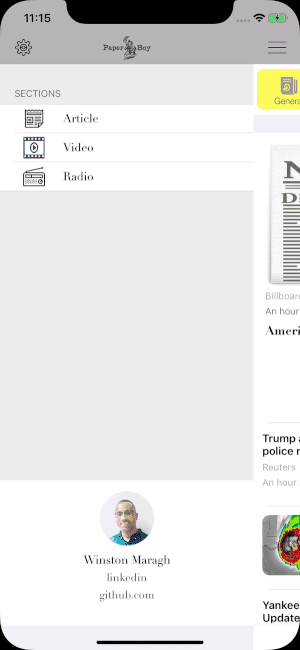 11:15
Paper Boy
SECTIONS
Article
Video
Radio
Winston Maragh
linkedin
github.com
Genera
N
D
Billboar
An hour
Ameri
Trump a
police r
Reuters
An hour
Yankee
Update